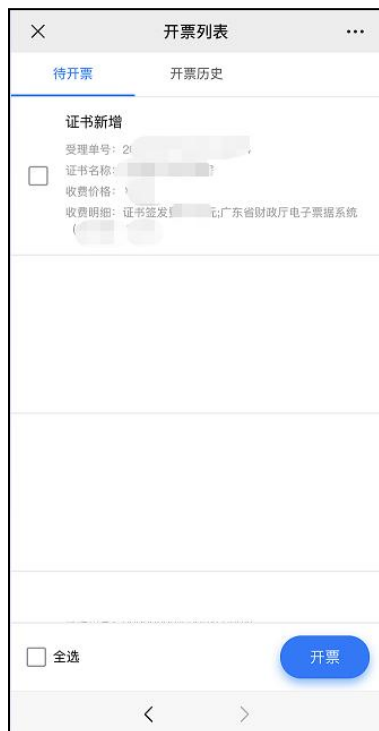 开票列表
待开票 开票历史
证书新增
受理单号：20
证书名称：
收费价格：
收费明细：证书签发 元;广东省财政厅电子票据系统
（
全选
开票